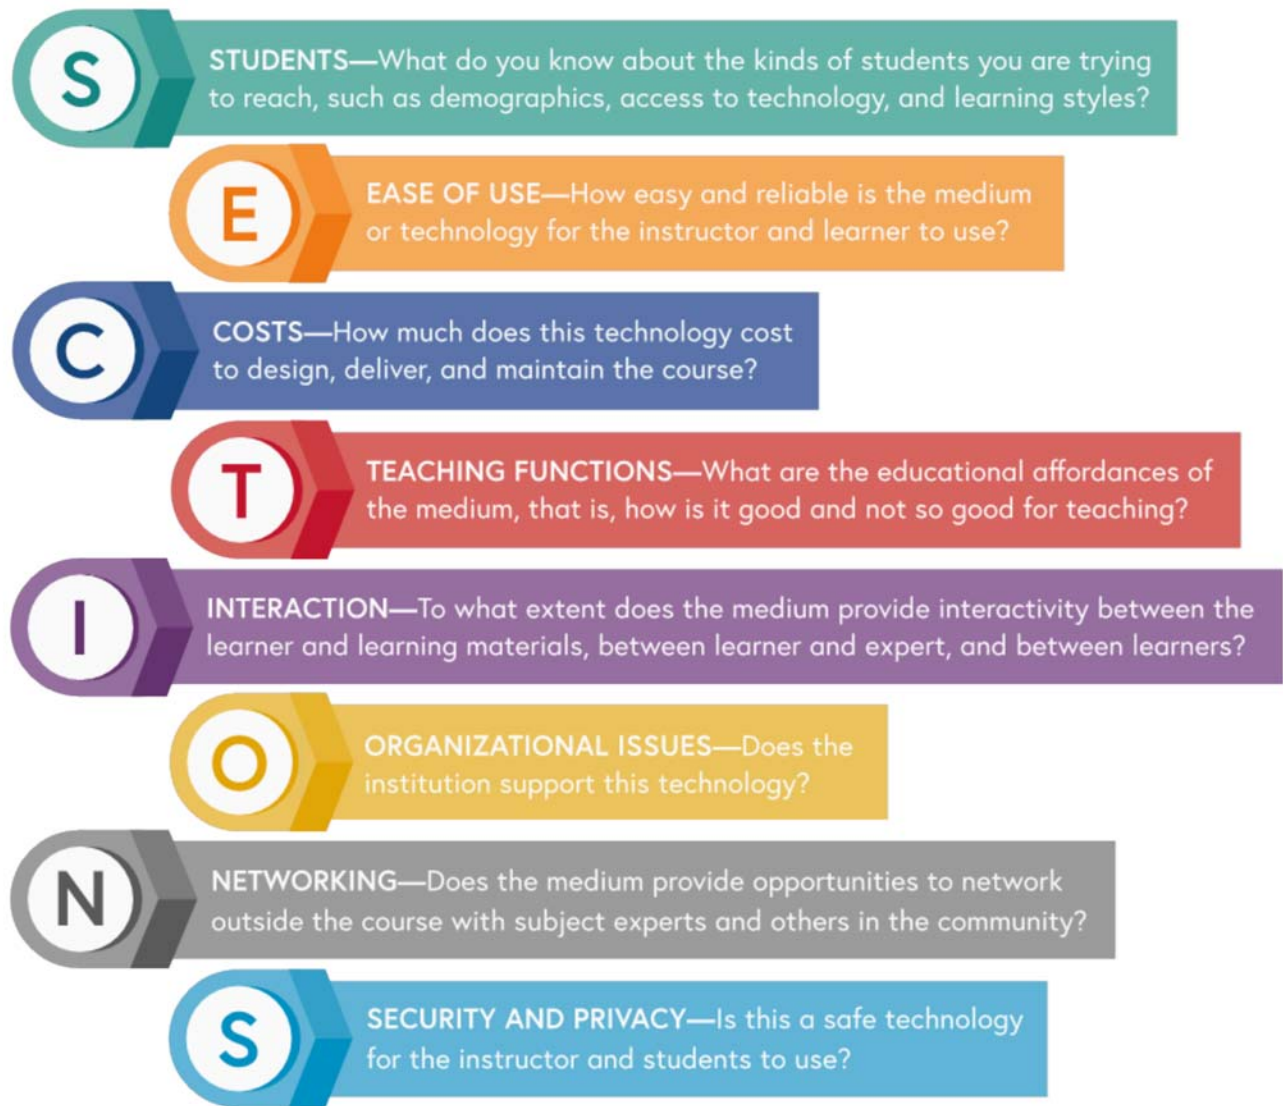 S
STUDENTS—What do you know about the kinds of students you are trying
to reach, such as demographics, access to technology, and learning styles?
E
EASE OF USE—How easy and reliable is the medium
or technology for the instructor and learner to use?
C
COSTS—How much does this technology cost
to design, deliver, and maintain the course?
T
TEACHING FUNCTIONS—What are the educational affordances of
the medium, that is, how is it good and not so good for teaching?
I
INTERACTION—To what extent does the medium provide interactivity between the
learner and learning materials, between learner and expert, and between learners?
O
ORGANIZATIONAL ISSUES—Does the
institution support this technology?
N
NETWORKING—Does the medium provide opportunities to network
outside the course with subject experts and others in the community?
S
SECURITY AND PRIVACY—Is this a safe technology
for the instructor and students to use?